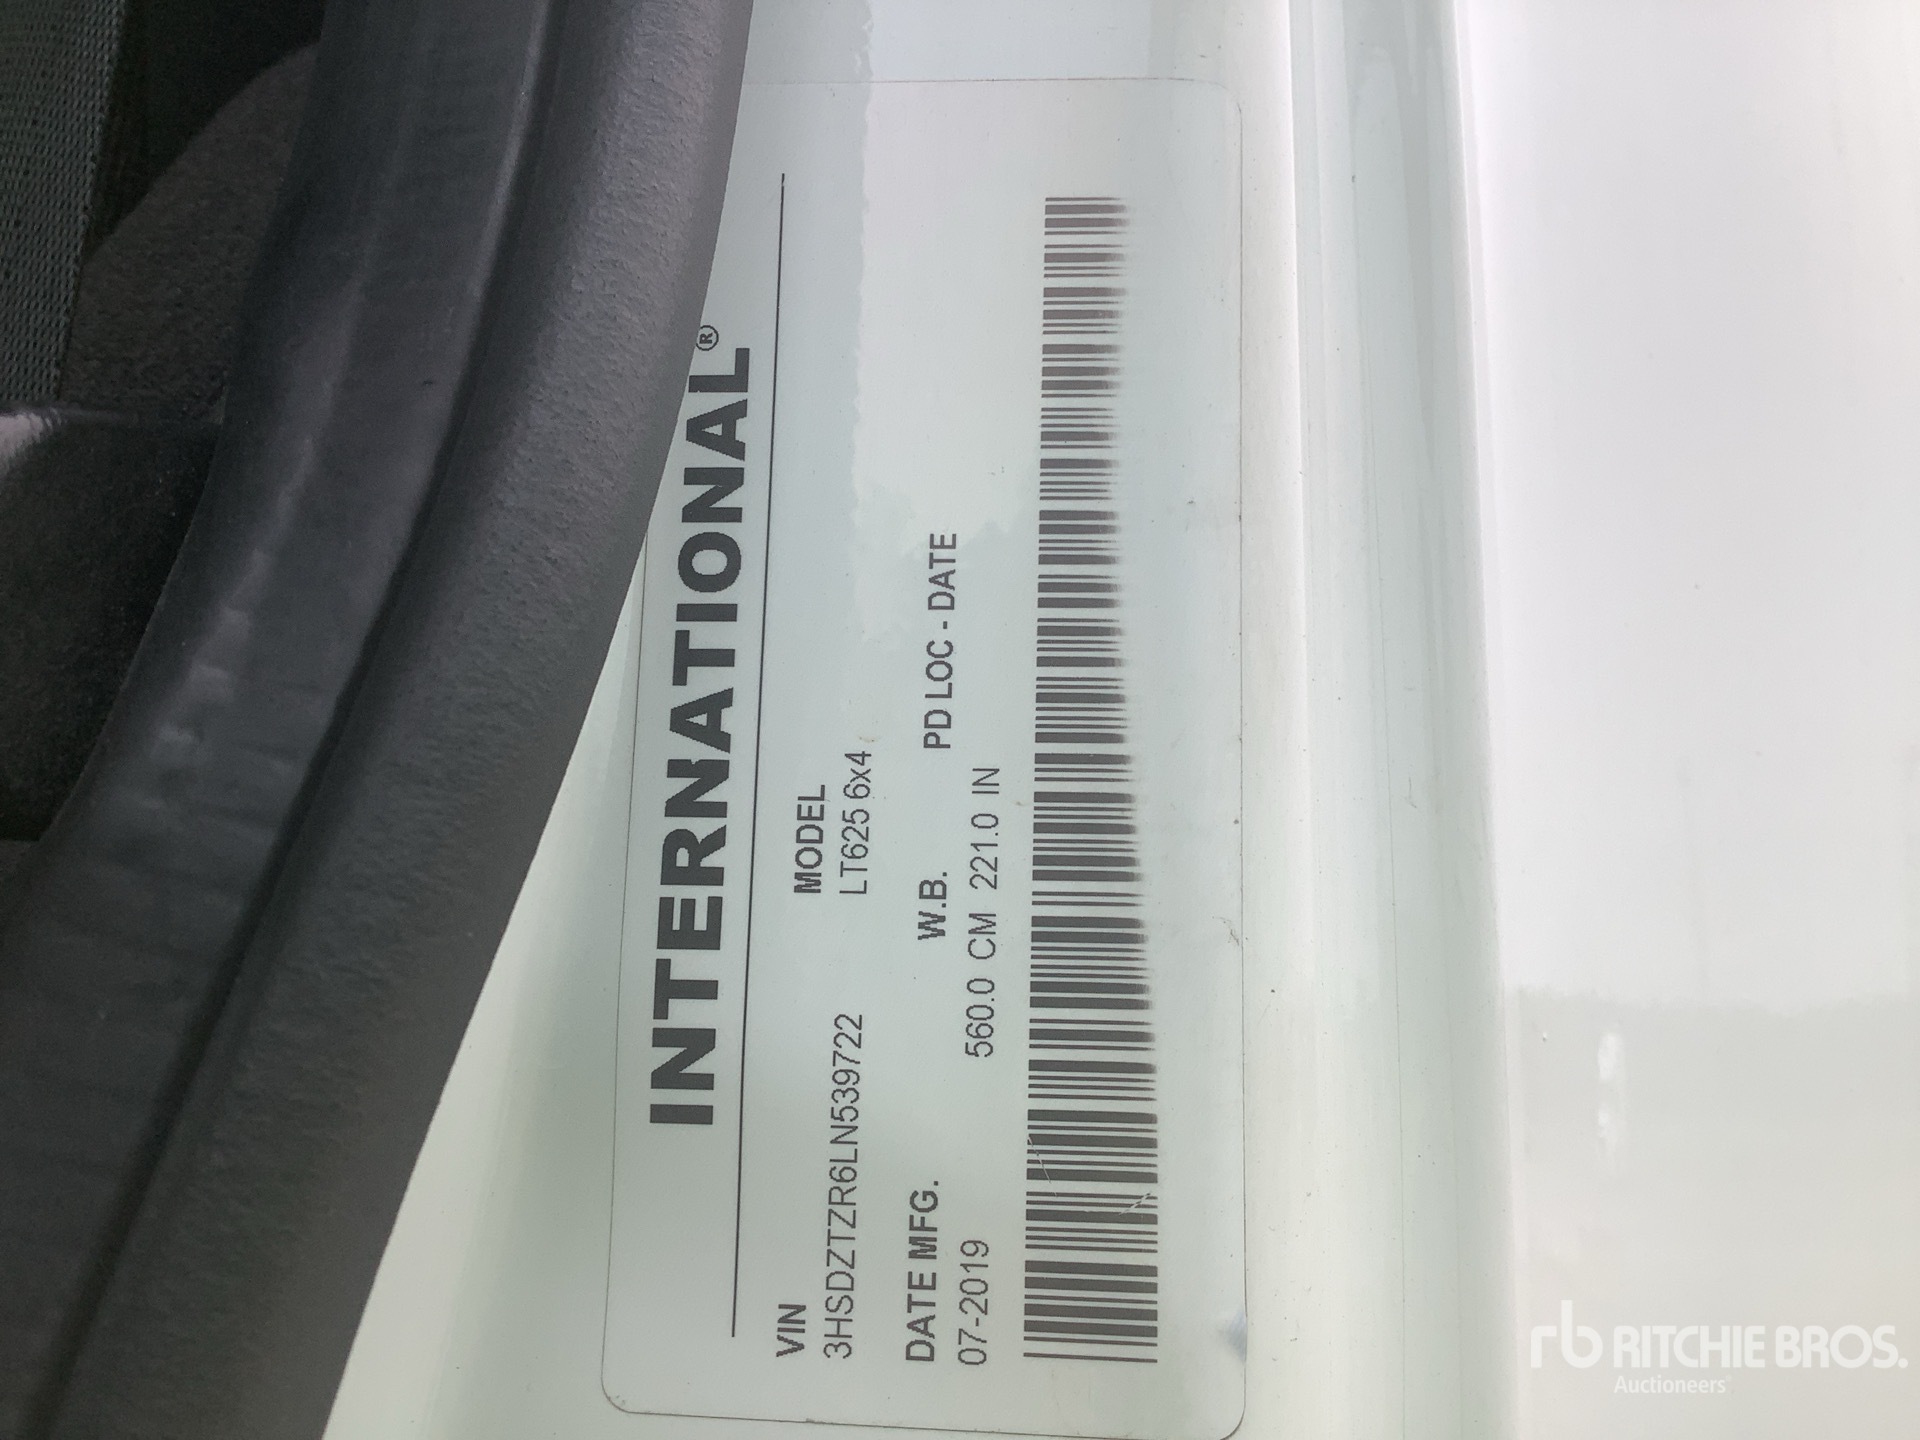 INTERNATIONAL®
VIN MODEL
3HSDZTZR6LN539722 LT625 6x4
DATE MFG. W.B. PD LOC - DATE
07-2019 560.0 CM 221.0 IN
rb RITCHIE BROS.
Auctioneers